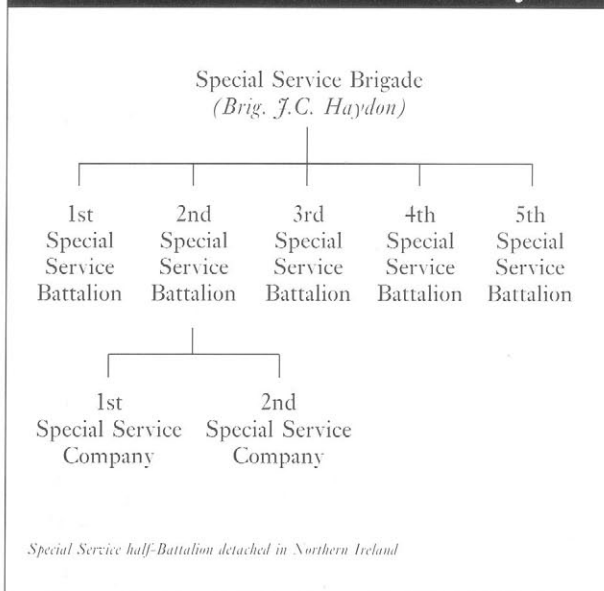 Special Service Brigade
(Brig. J.C. Haydon)
1st Special Service Battalion
2nd Special Service Battalion
3rd Special Service Battalion
4th Special Service Battalion
5th Special Service Battalion
1st Special Service Company
2nd Special Service Company
Special Service half-Battalion detached in Northern Ireland